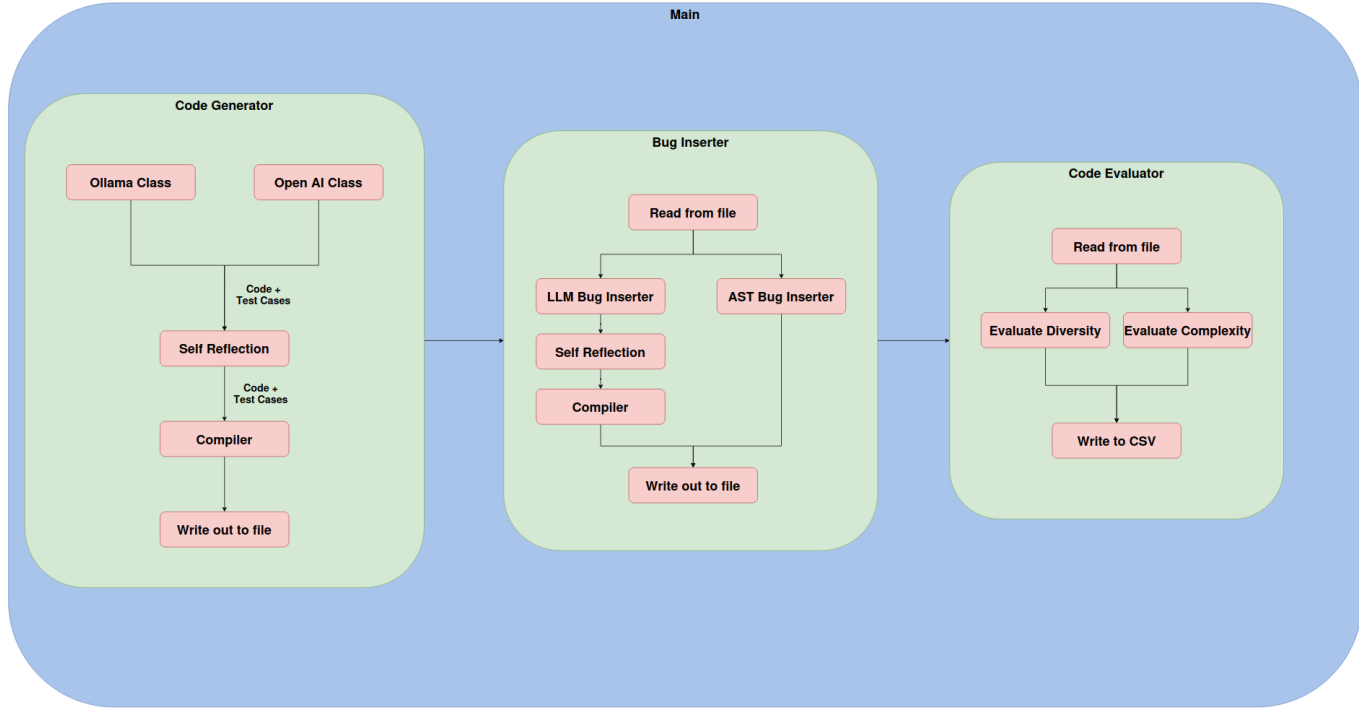 Main
Code Generator
Ollama Class
Open AI Class
Code +
Test Cases
Self Reflection
Code +
Test Cases
Compiler
Write out to file
Bug Inserter
Read from file
LLM Bug Inserter
AST Bug Inserter
Self Reflection
Compiler
Write out to file
Code Evaluator
Read from file
Evaluate Diversity
Evaluate Complexity
Write to CSV